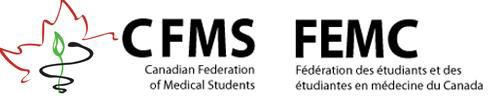 CFMS
Canadian Federation
of Medical Students
FEMC
Fédération des étudiants et des
étudiantes en médecine du Canada